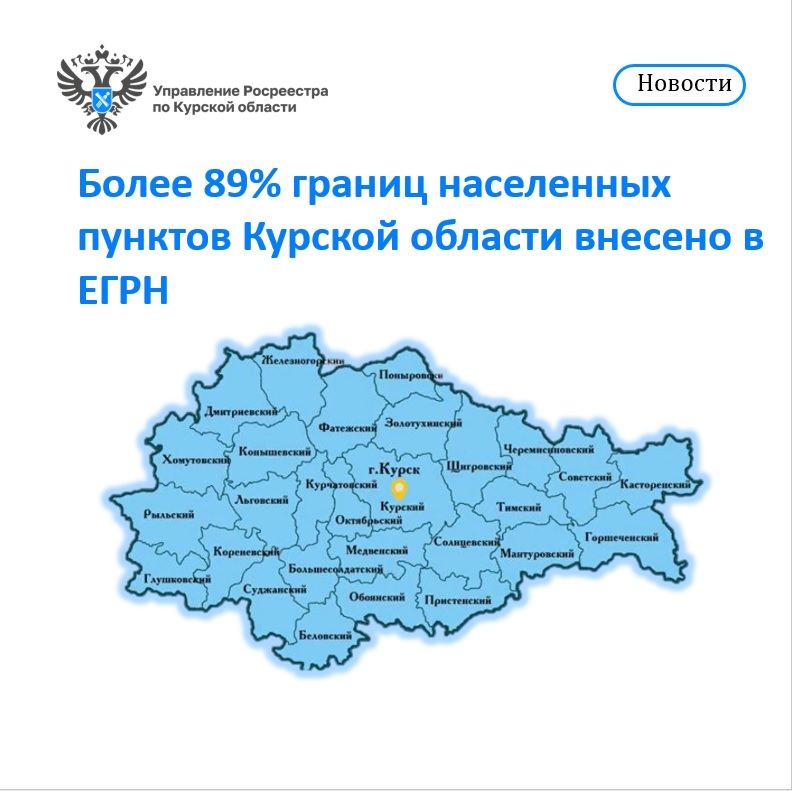 Управление Росреестра
по Курской области
Новости
Более 89% границ населенных
пунктов Курской области внесено в
ЕГРН
Железногорский
Поныровски
Дмитриевский
Фатежский
Золотухинский
Конышевский
Черемисиновский
Хомутовский
г.Курск
Щигровский
Советский
Касторенский
Курчатовский
Льговский
Курский
Тимский
Рыльский
Октябрьский
Горшеченский
Солнцевский
Кореневский
Медвенский
Мантуровский
Большесолдатский
Глушковский
Суджанский
Обоянский
Пристенский
Беловский